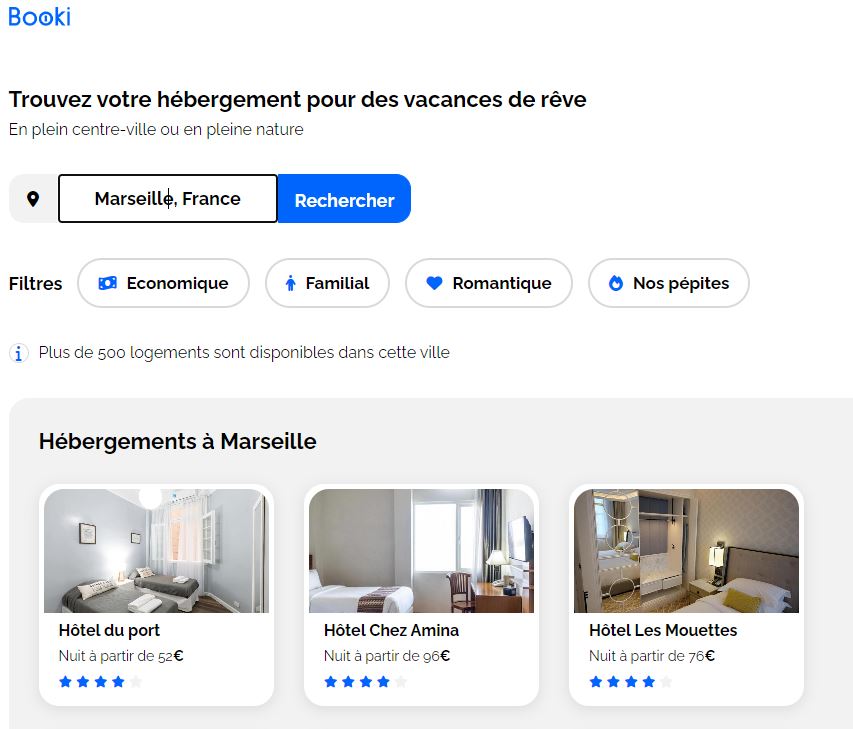 Booki
Trouvez votre hébergement pour des vacances de rêve
En plein centre-ville ou en pleine nature
Marseille, France
Rechercher
Filtres
Economique
Familial
Romantique
Nos pépites
Plus de 500 logements sont disponibles dans cette ville
Hébergements à Marseille
Hôtel du port
Nuit à partir de 52€
Hôtel Chez Amina
Nuit à partir de 96€
Hôtel Les Mouettes
Nuit à partir de 76€